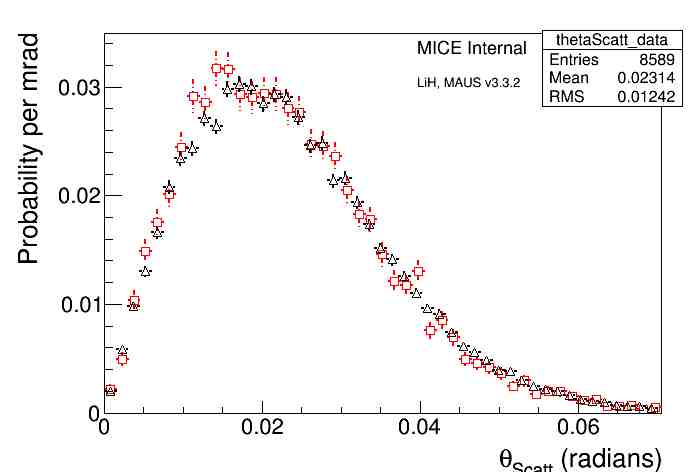 MICE Internal
LiH, MAUS v3.3.2
thetaScatt_data
Entries 8589
Mean 0.02314
RMS 0.01242
Probability per mrad
0.03
0.02
0.01
0
0 0.02 0.04 0.06
θScatt (radians)